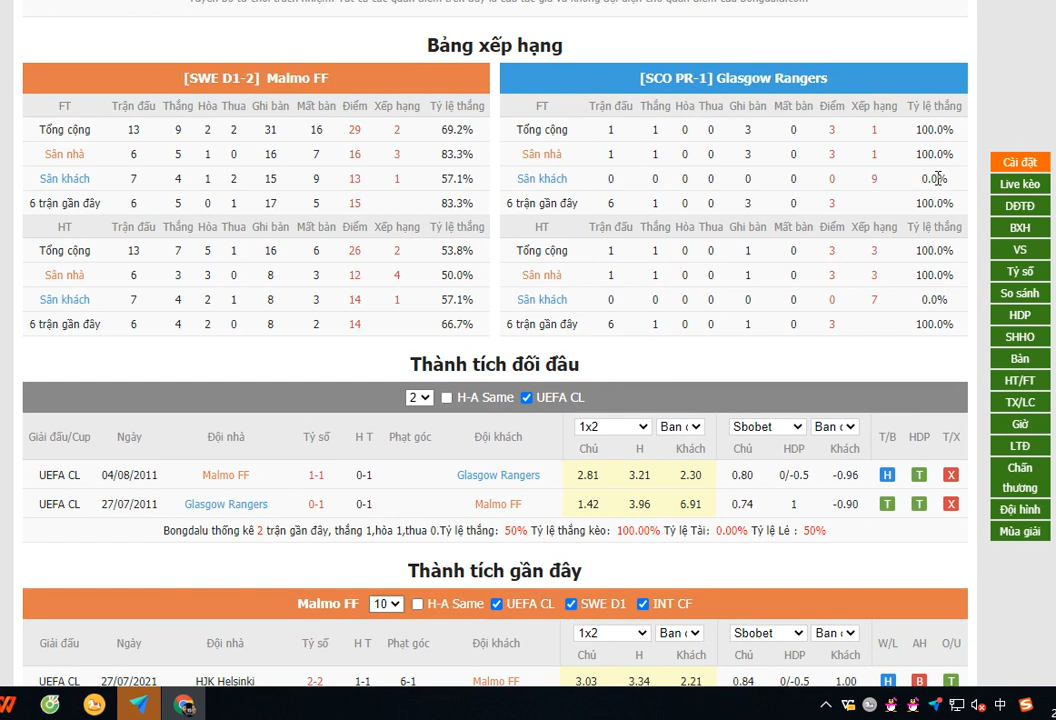 Bảng xếp hạng
[SWE D1-2] Malmo FF
FT Trận đấu Thắng Hòa Thua Ghi bàn Mất bàn Điểm Xếp hạng Tỷ lệ thắng
Tổng cộng 13 9 2 2 31 16 29 2 69.2%
Sân nhà 6 5 1 0 16 7 16 3 83.3%
Sân khách 7 4 1 2 15 9 13 1 57.1%
6 trận gần đây 6 5 0 1 17 5 15 83.3%
HT Trận đấu Thắng Hòa Thua Ghi bàn Mất bàn Điểm Xếp hạng Tỷ lệ thắng
Tổng cộng 13 7 5 1 16 6 26 2 53.8%
Sân nhà 6 3 3 0 8 3 12 4 50.0%
Sân khách 7 4 2 1 8 3 14 1 57.1%
6 trận gần đây 6 4 2 0 8 2 14 66.7%
[SCO PR-1] Glasgow Rangers
FT Trận đấu Thắng Hòa Thua Ghi bàn Mất bàn Điểm Xếp hạng Tỷ lệ thắng
Tổng cộng 1 1 0 0 3 0 3 1 100.0%
Sân nhà 1 1 0 0 3 0 3 1 100.0%
Sân khách 0 0 0 0 0 0 0 9 0.0%
6 trận gần đây 6 1 0 0 3 0 3 100.0%
HT Trận đấu Thắng Hòa Thua Ghi bàn Mất bàn Điểm Xếp hạng Tỷ lệ thắng
Tổng cộng 1 1 0 0 1 0 3 3 100.0%
Sân nhà 1 1 0 0 1 0 3 3 100.0%
Sân khách 0 0 0 0 0 0 0 7 0.0%
6 trận gần đây 6 1 0 0 1 0 3 100.0%
Thành tích đối đầu
2 H-A Same UEFA CL
1x2 Ban Sbobet Ban
Giải đấu/Cup Ngày Đội nhà Tỷ số H T Phạt góc Đội khách T/B HDP T/X
Chủ H Khách Chủ HDP Khách
UEFA CL 04/08/2011 Malmo FF 1-1 0-1 Glasgow Rangers 2.81 3.21 2.30 0.80 0/-0.5 -0.96 H T X
UEFA CL 27/07/2011 Glasgow Rangers 0-1 0-1 Malmo FF 1.42 3.96 6.91 0.74 1 -0.90 T T X
Bongdalu thống kê 2 trận gần đây, thắng 1,hòa 1,thua 0.Tỷ lệ thắng: 50% Tỷ lệ thắng kèo: 100.00% Tỷ lệ Tài: 0.00% Tỷ lệ Lẻ : 50%
Thành tích gần đây
Malmo FF 10 H-A Same UEFA CL SWE D1 INT CF
1x2 Ban Sbobet Ban
Giải đấu Ngày Đội nhà Tỷ số H T Phạt góc Đội khách W/L AH O/U
Chủ H Khách Chủ HDP Khách
UEFA CL 27/07/2021 HJK Helsinki 2-2 1-1 6-1 Malmo FF 3.03 3.34 2.21 0.84 0/-0.5 1.00 H B T
Cài đặt
Live kèo
DĐTĐ
BXH
VS
Tỷ số
So sánh
HDP
SHHO
Bàn
HT/FT
TX/LC
Giờ
LTĐ
Chấn
thương
Đội hình
Mùa giải
中